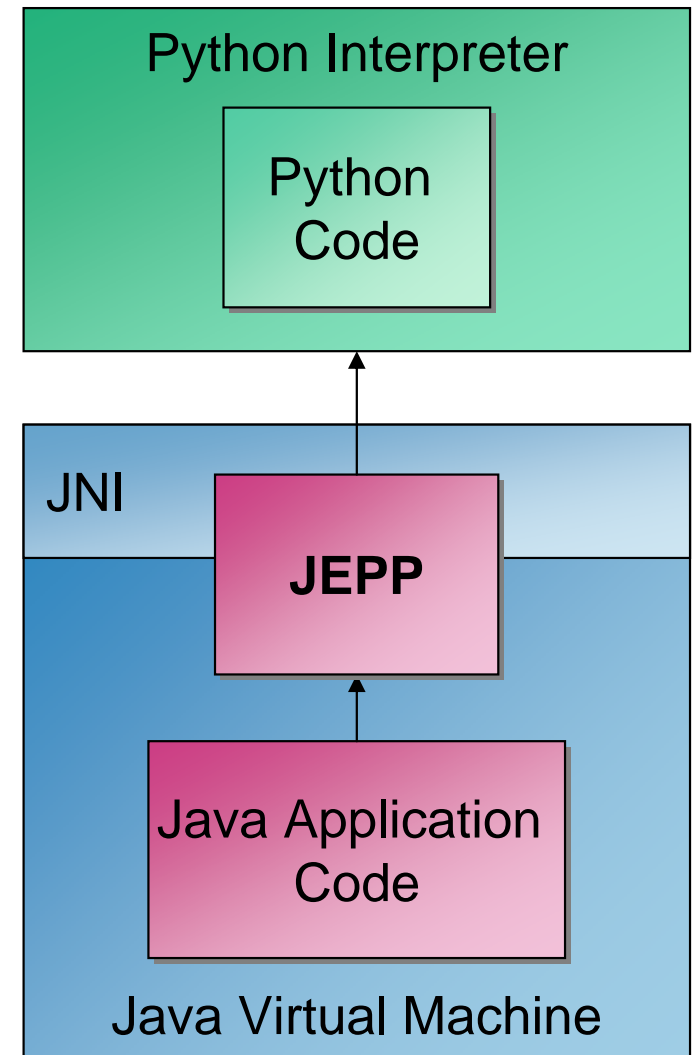 Python Interpreter
Python
Code
JNI
JEPP
Java Application
Code
Java Virtual Machine